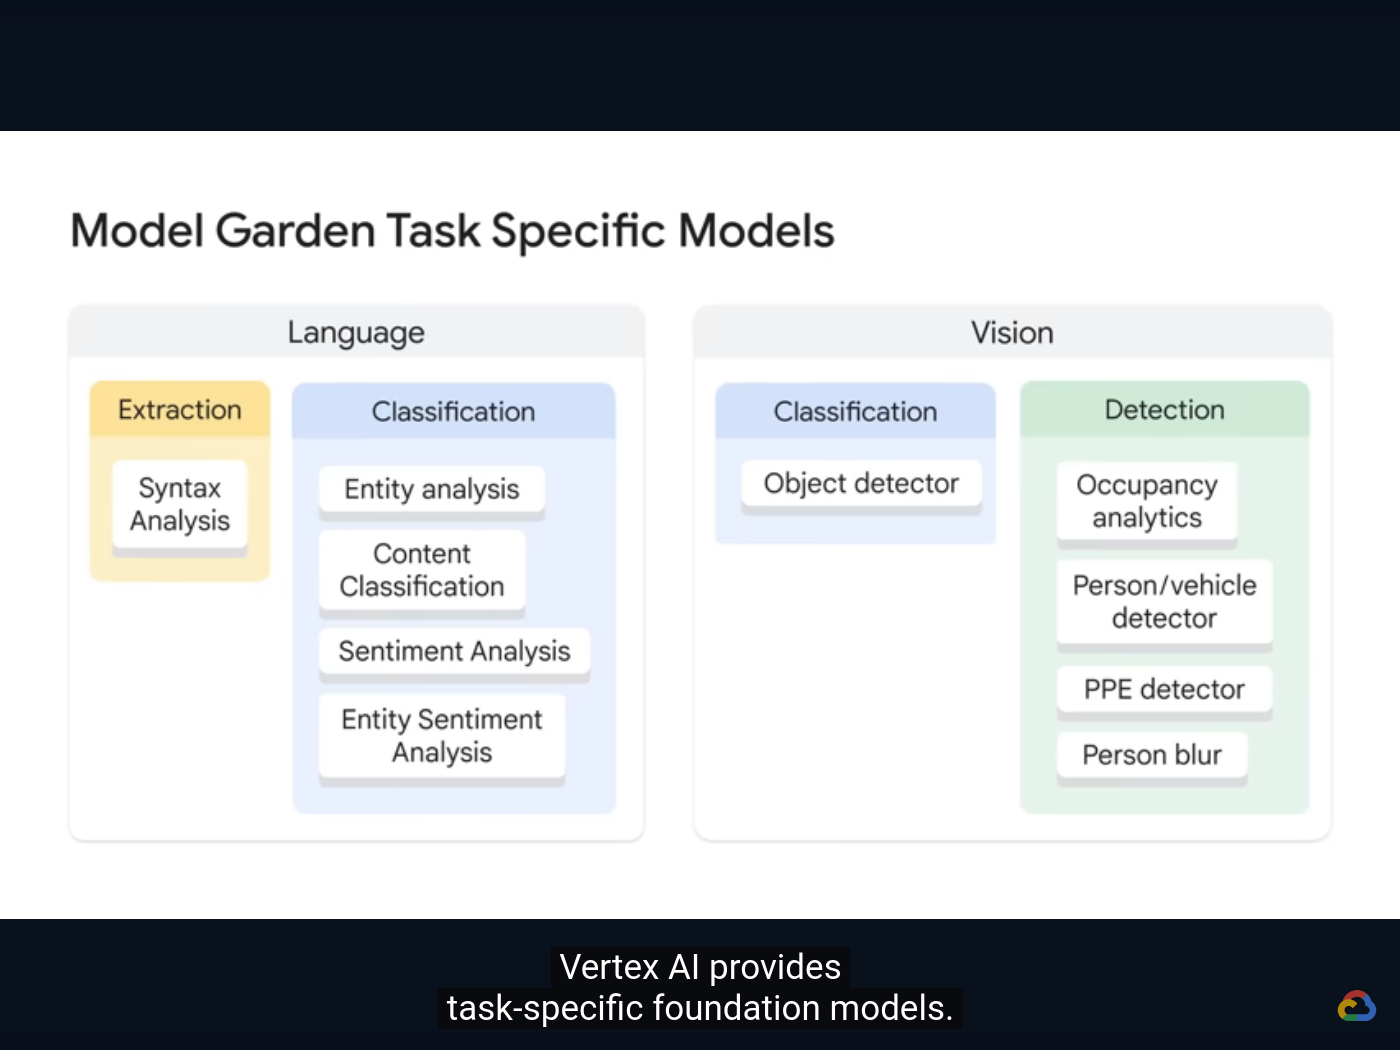 Model Garden Task Specific Models
Language
Extraction
Syntax
Analysis
Classification
Entity analysis
Content
Classification
Sentiment Analysis
Entity Sentiment
Analysis
Vision
Classification
Object detector
Detection
Occupancy
analytics
Person/vehicle
detector
PPE detector
Person blur
Vertex AI provides
task-specific foundation models.